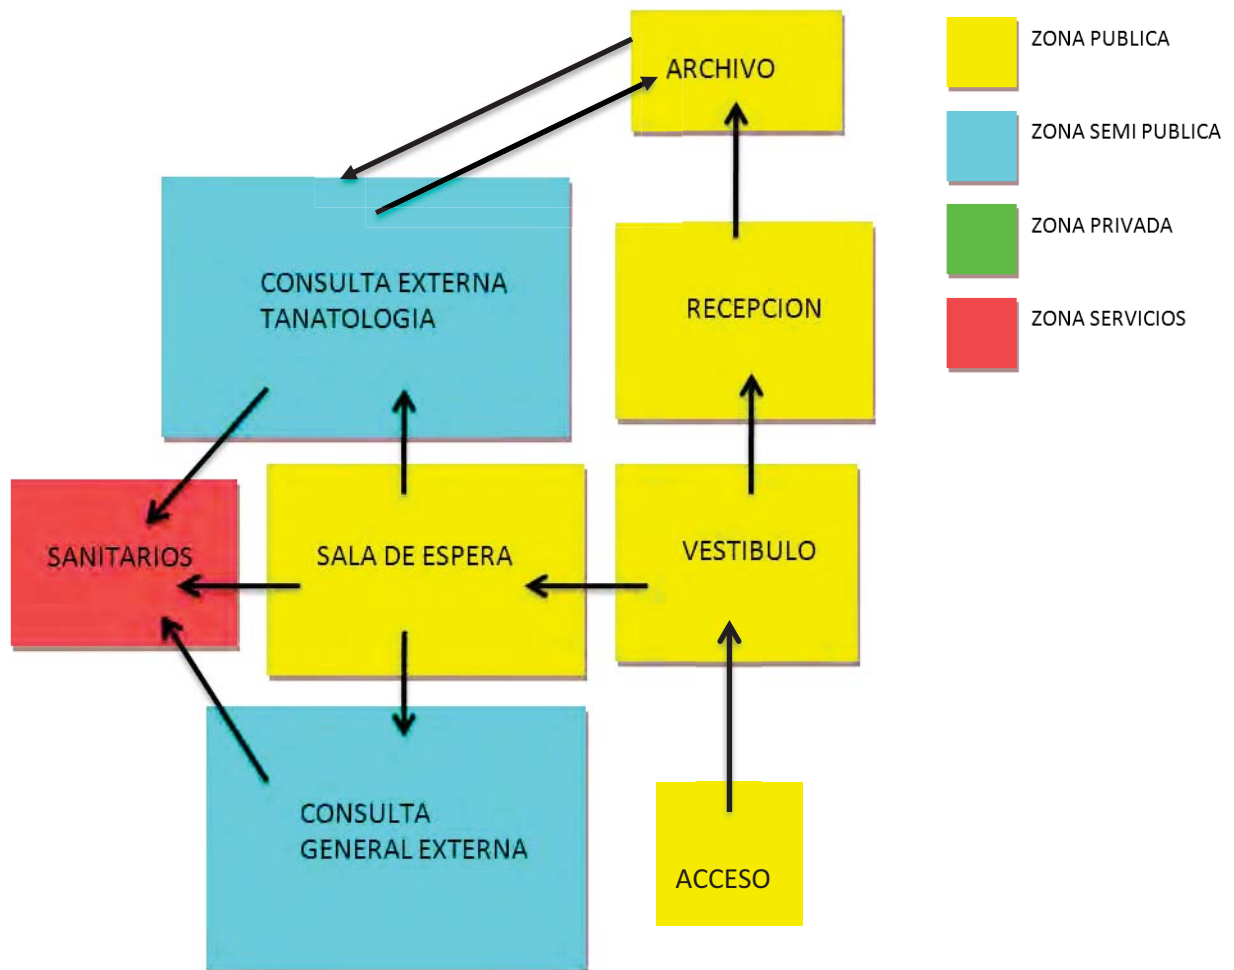 ARCHIVO
ZONA PUBLICA
ZONA SEMI PUBLICA
ZONA PRIVADA
ZONA SERVICIOS
CONSULTA EXTERNA
TANATOLOGIA
RECEPCION
SANITARIOS
SALA DE ESPERA
VESTIBULO
CONSULTA
GENERAL EXTERNA
ACCESO